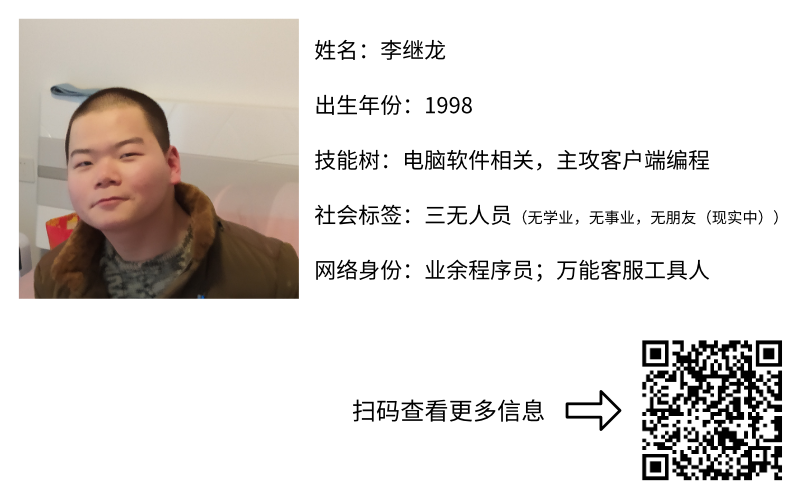 姓名：李继龙
出生年份：1998
技能树：电脑软件相关，主攻客户端编程
社会标签：三无人员（无学业，无事业，无朋友（现实中））
网络身份：业余程序员；万能客服工具人
扫码查看更多信息